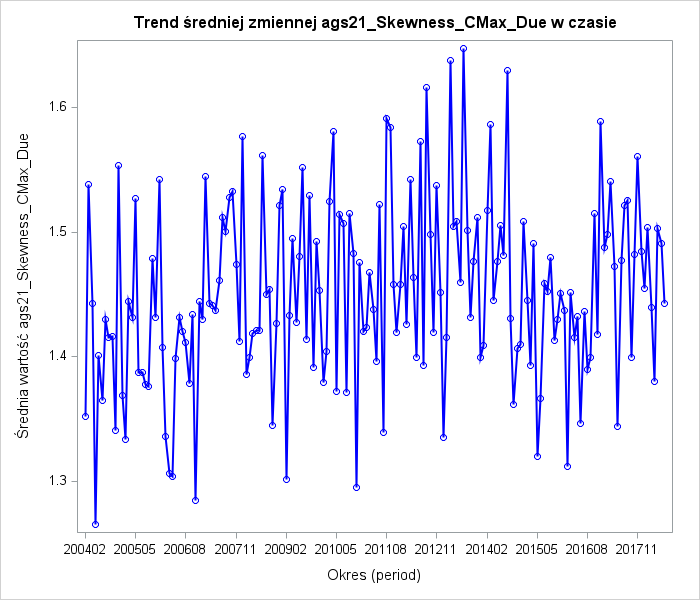 Trend średniej zmiennej ags21_Skewness_CMax_Due w czasie
Średnia wartość ags21_Skewness_CMax_Due
1.6
1.5
1.4
1.3
200402 200505 200608 200711 200902 201005 201108 201211 201402 201505 201608 201711
Okres (period)